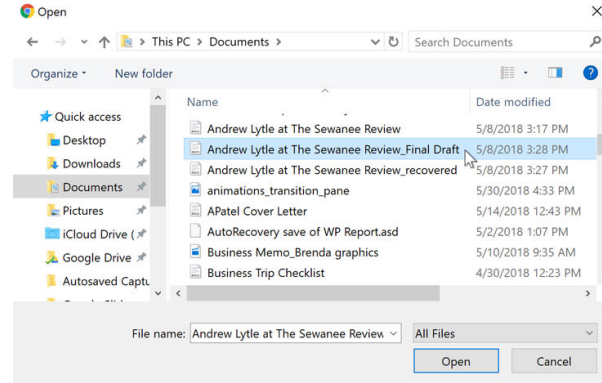 Open
This PC > Documents >
Search Documents
Organize
New folder
?
Name
Date modified
Quick access
Desktop
Downloads
Documents
Pictures
iCloud Drive (
Google Drive
Autosaved Captu
Andrew Lytle at The Sewanee Review 5/8/2018 3:17 PM
Andrew Lytle at The Sewanee Review_Final Draft 5/8/2018 3:28 PM
Andrew Lytle at The Sewanee Review_recovered 5/8/2018 3:27 PM
animations_transition_pane 5/30/2018 4:33 PM
APatel Cover Letter 5/14/2018 12:43 PM
AutoRecovery save of WP Report.asd 5/2/2018 1:07 PM
Business Memo_Brenda graphics 5/10/2018 9:35 AM
Business Trip Checklist 4/30/2018 12:23 PM
File name: Andrew Lytle at The Sewanee Review
All Files
Open
Cancel